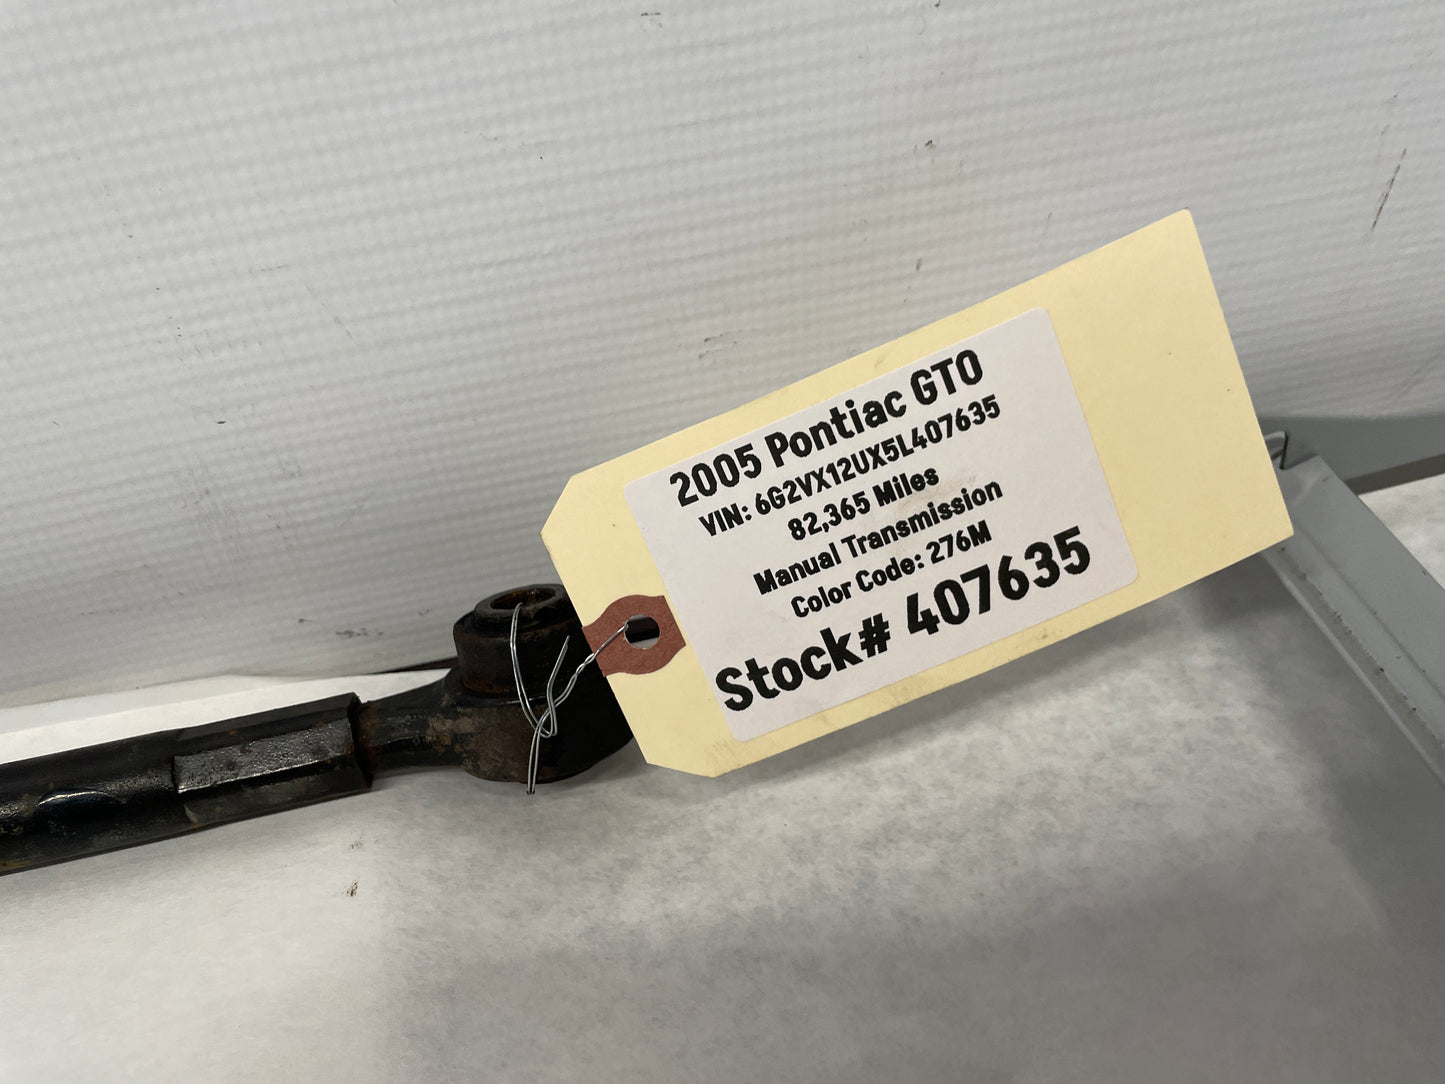 2005 Pontiac GTO
VIN: 6G2VX12UX5L407635
82,365 Miles
Manual Transmission
Color Code: 276M
Stock# 407635